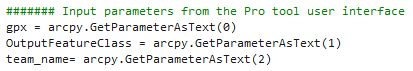 ####### Input parameters from the Pro tool user interface
gpx = arcpy.GetParameterAsText(0)
OutputFeatureClass = arcpy.GetParameterAsText(1)
team_name= arcpy.GetParameterAsText(2)